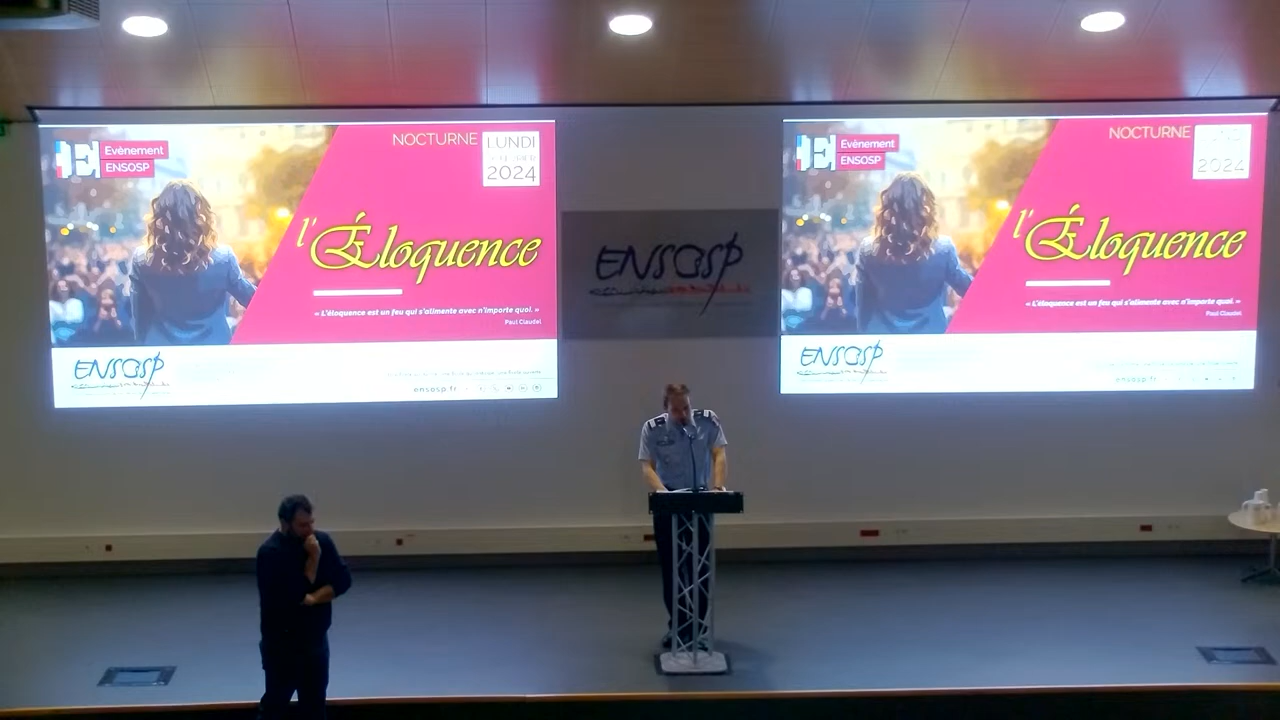 Evènement
ENSOSP
NOCTURNE
LUNDI
2024
l'Éloquence
« L'éloquence est un feu qui s'alimente avec n'importe quoi. »
Paul Claudel
ENSOSP
ensosp.fr
ENSOSP
Evènement
ENSOSP
NOCTURNE
2024
l'Éloquence
« L'éloquence est un feu qui s'alimente avec n'importe quoi. »
Paul Claudel
ENSOSP
ensosp.fr